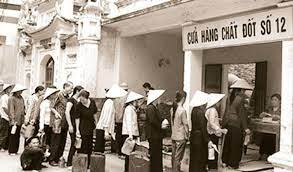 CỬA HÀNG CHẤT ĐỐT SỐ 12